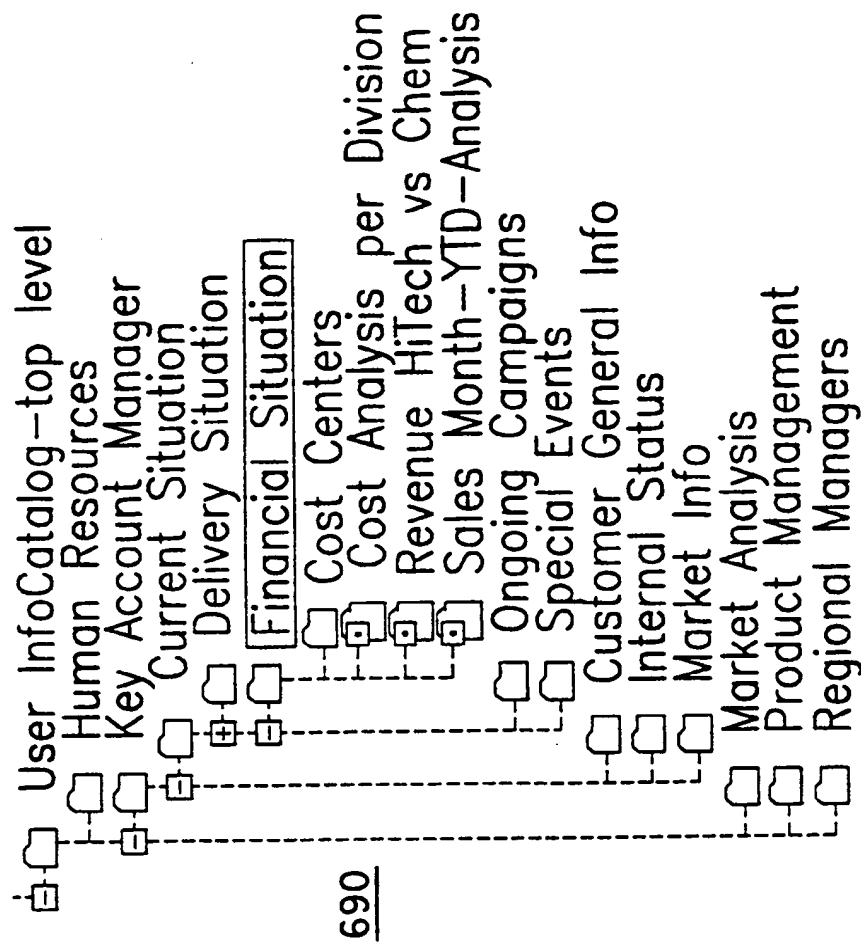 User InfoCatalog–top level
Human Resources
Key Account Manager
Current Situation
Delivery Situation
Financial Situation
Cost Centers
Cost Analysis per Division
Revenue HiTech vs Chem
Sales Month–YTD–Analysis
Ongoing Campaigns
Special Events
Customer General Info
Internal Status
Market Info
Market Analysis
Product Management
Regional Managers
690